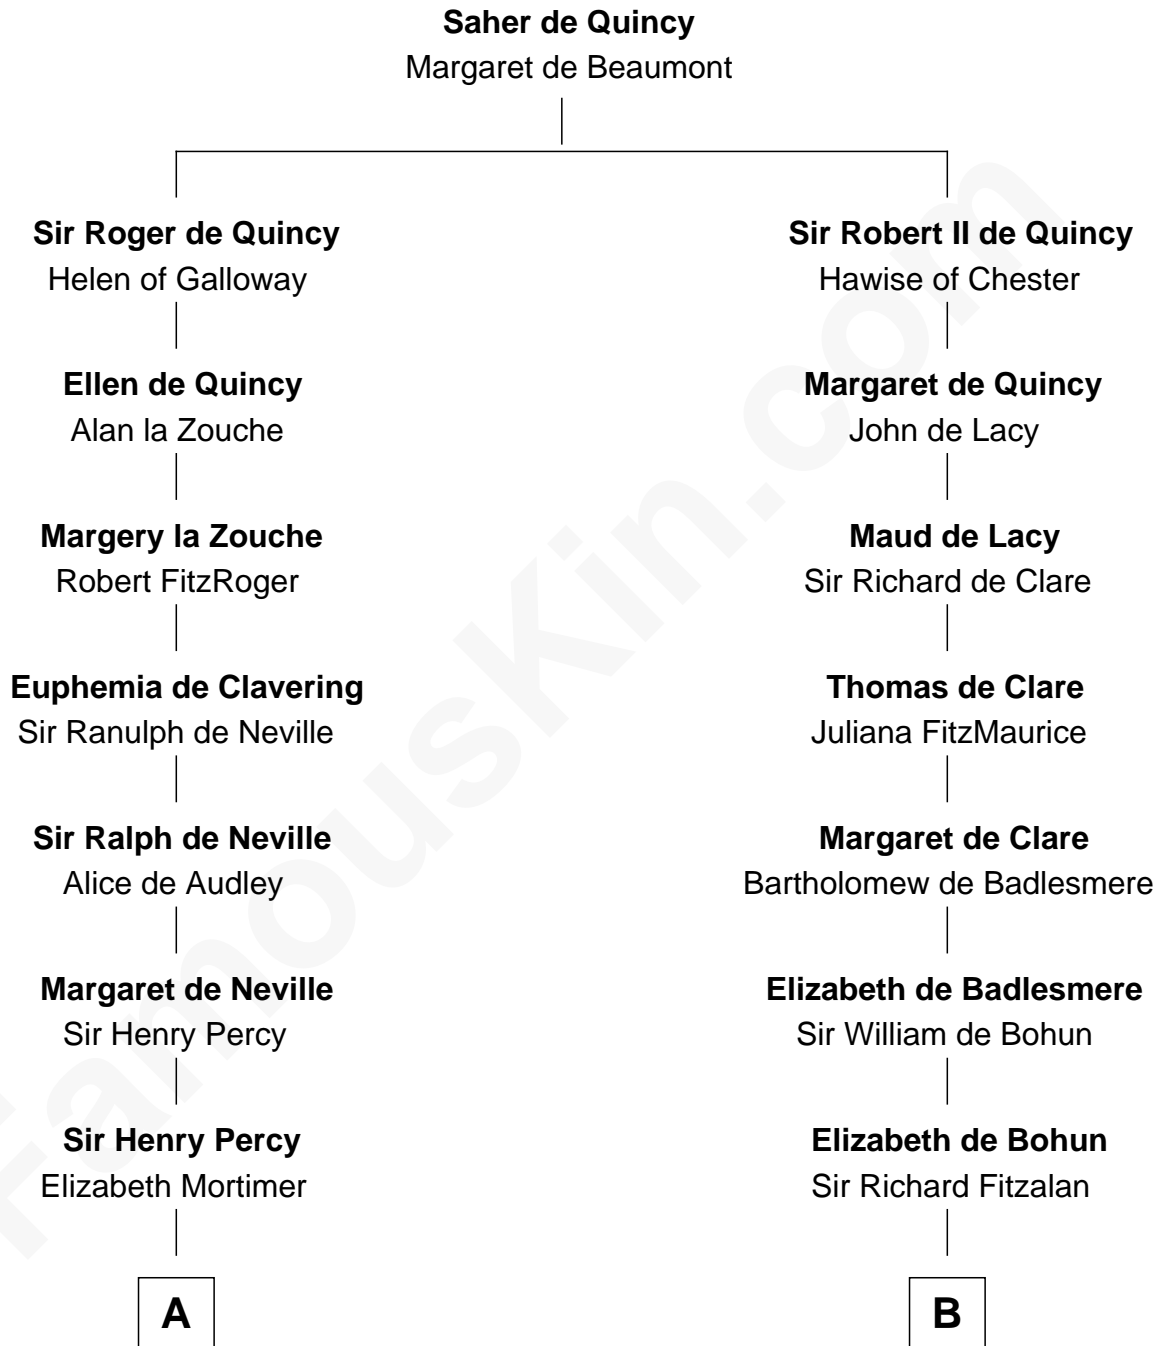 Saher de Quincy
Margaret de Beaumont
Sir Roger de Quincy
Helen of Galloway
Ellen de Quincy
Alan la Zouche
Margery la Zouche
Robert FitzRoger
Euphemia de Clavering
Sir Ranulph de Neville
Sir Ralph de Neville
Alice de Audley
Margaret de Neville
Sir Henry Percy
Sir Henry Percy
Elizabeth Mortimer
A
Sir Robert II de Quincy
Hawise of Chester
Margaret de Quincy
John de Lacy
Maud de Lacy
Sir Richard de Clare
Thomas de Clare
Juliana FitzMaurice
Margaret de Clare
Bartholomew de Badlesmere
Elizabeth de Badlesmere
Sir William de Bohun
Elizabeth de Bohun
Sir Richard Fitzalan
B
FamousKin.com